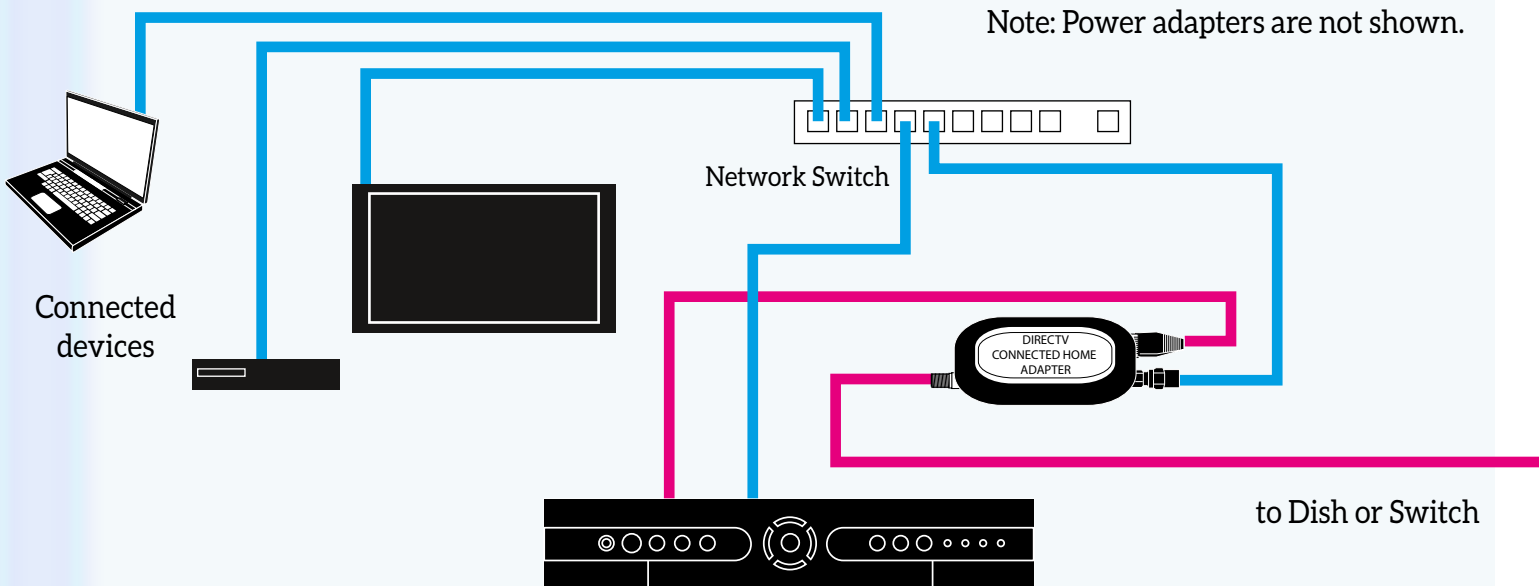 Note: Power adapters are not shown.
Network Switch
Connected
devices
DIRECTV
CONNECTED HOME
ADAPTER
to Dish or Switch